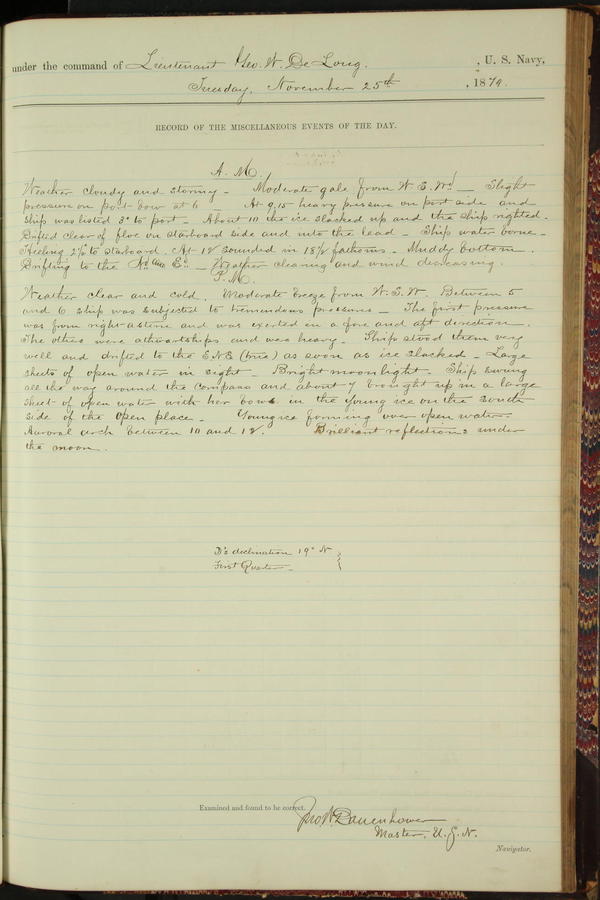 under the command of Lieutenant Geo. W. De Long. , U. S. Navy,
Tuesday, November 25th , 1879.
RECORD OF THE MISCELLANEOUS EVENTS OF THE DAY.
A. M.
Weather cloudy and stormy - Moderate gale from W. S. Wd - Slight
pressure on port bow at 6 - At 9.15 heavy pressure on port side and
Ship was listed 3° to port - About 10 the ice slacked up and the ship righted -
Drifted clear of floe on starboard side and into the lead - Ship water borne -
Heeling 2½° to starboard. At 12 sounded in 18½ fathoms - Muddy bottom.
Drifting to the Nd and Ed - Weather clearing and wind decreasing.
P. M.
Weather clear and cold. Moderate breeze from W. S. W. Between 5
and 6 ship was subjected to tremendous pressures - The first pressure
was from right astern and was exerted in a fore and aft direction.
The others were athwartships and was heavy. Ship stood them very
well and drifted to the ENE (true) as soon as ice slacked - Large
sheets of open water in sight - Bright moonlight - Ship swung
all the way around the compass and about 7 brought up in a large
sheet of open water with her bows in the young ice on the south
side of the open place - Young ice forming over open water.
Auroral arch between 10 and 12. Brilliant reflections under
the moon.
D's declination 19° N }
First Quarter -
Examined and found to be correct.
Jno. W. Danenhower
Master, U. S. N.
Navigator.